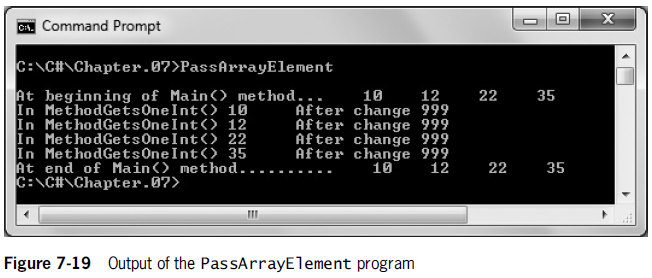 C:\. Command Prompt
C:\C#\Chapter.07>PassArrayElement
At beginning of Main() method... 10 12 22 35
In MethodGetsOneInt() 10 After change 999
In MethodGetsOneInt() 12 After change 999
In MethodGetsOneInt() 22 After change 999
In MethodGetsOneInt() 35 After change 999
At end of Main() method.......... 10 12 22 35
C:\C#\Chapter.07>
Figure 7-19 Output of the PassArrayElement program